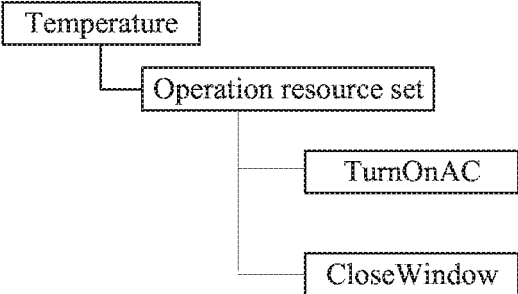 Temperature
Operation resource set
TurnOnAC
CloseWindow